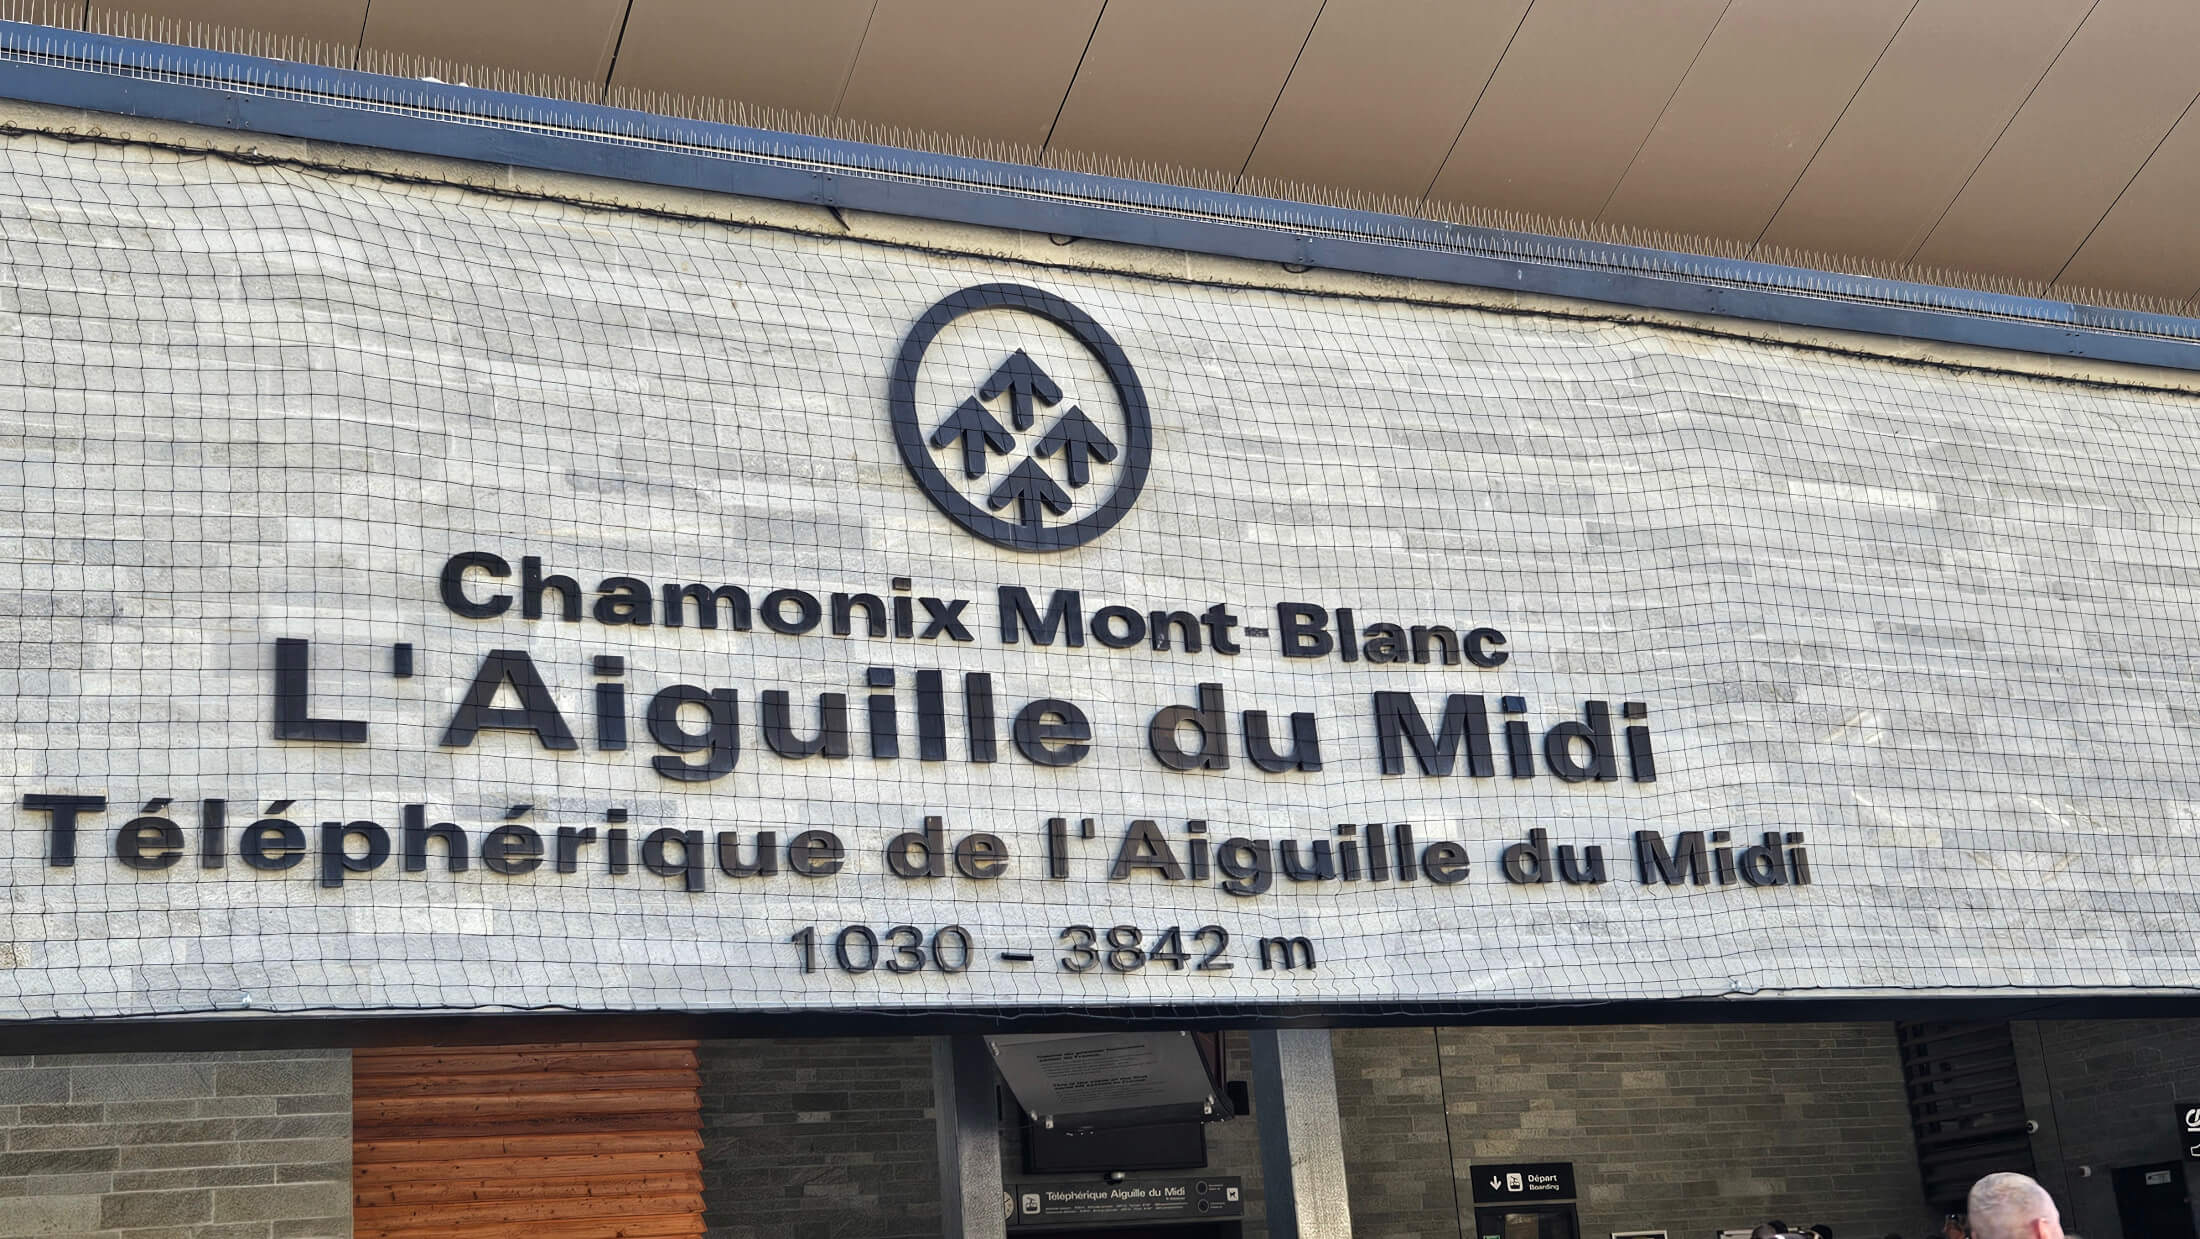 Chamonix Mont-Blanc
L'Aiguille du Midi
Téléphérique de l'Aiguille du Midi
1030 – 3842 m
Téléphérique Aiguille du Midi
Départ
Boarding